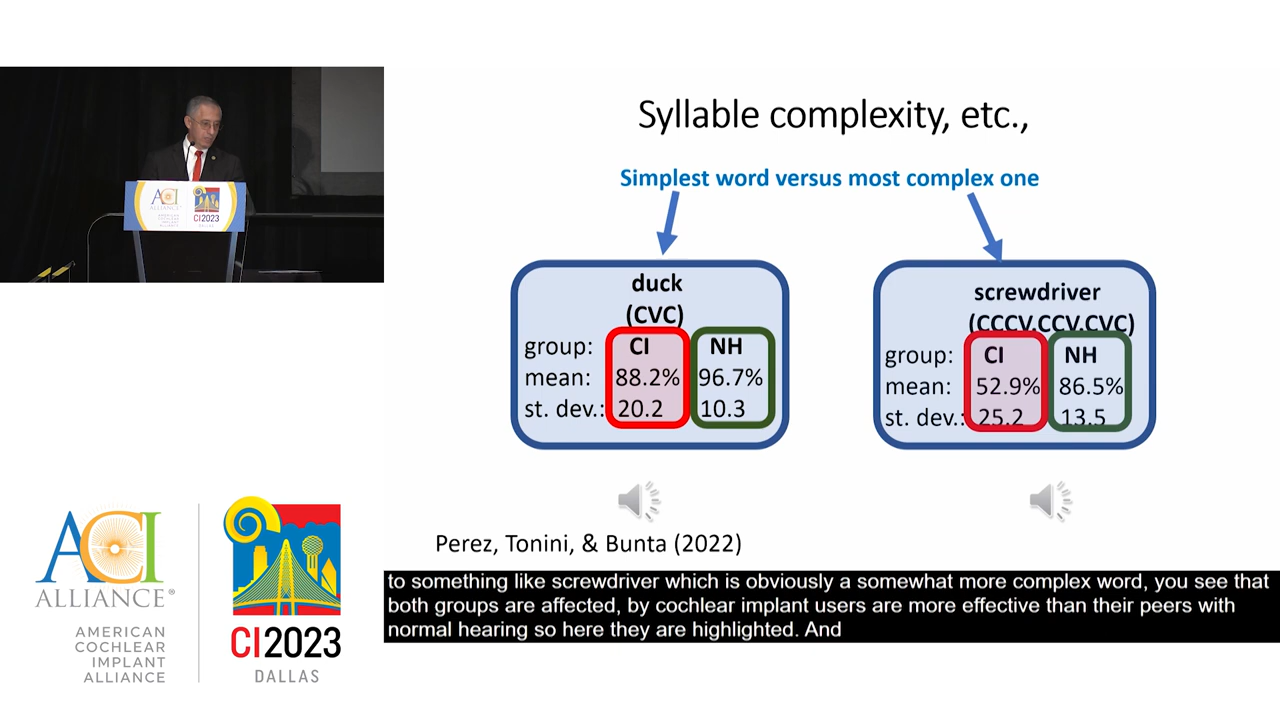 Syllable complexity, etc.,
Simplest word versus most complex one
duck
(CVC)
group: CI NH
mean: 88.2% 96.7%
st. dev.: 20.2 10.3
screwdriver
(CCCV.CCV.CVC)
group: CI NH
mean: 52.9% 86.5%
st. dev.: 25.2 13.5
Perez, Tonini, & Bunta (2022)
to something like screwdriver which is obviously a somewhat more complex word, you see that
both groups are affected, by cochlear implant users are more effective than their peers with
normal hearing so here they are highlighted. And
ACI
ALLIANCE
CI2023
DALLAS
ACI
ALLIANCE®
AMERICAN
COCHLEAR
IMPLANT
ALLIANCE
CI2023
DALLAS